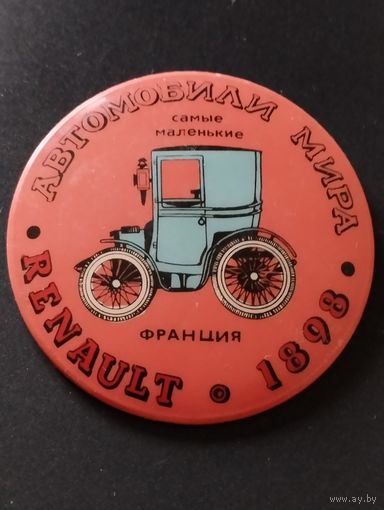 АВТОМОБИЛИ МИРА
самые
маленькие
ФРАНЦИЯ
• RENAULT • 1898 •
www.ay.by